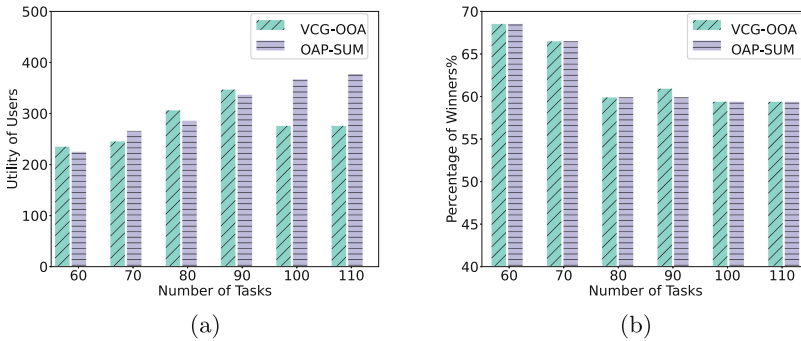 500
400
300
200
100
0
Utility of Users
VCG-OOA
OAP-SUM
60 70 80 90 100 110
Number of Tasks
(a)
70
65
60
55
50
45
40
Percentage of Winners%
VCG-OOA
OAP-SUM
60 70 80 90 100 110
Number of Tasks
(b)